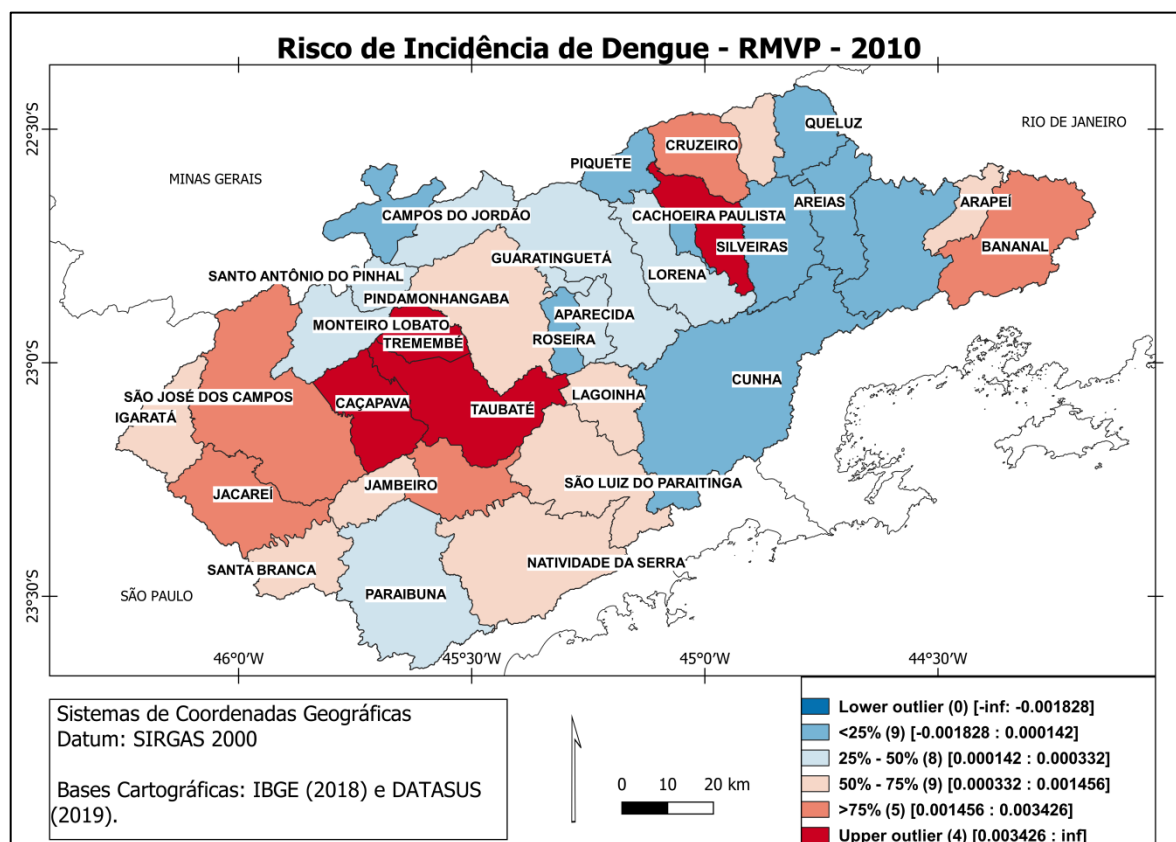 Risco de Incidência de Dengue - RMVP - 2010
22°30'S
23°00'S
23°30'S
MINAS GERAIS
RIO DE JANEIRO
SÃO PAULO
QUELUZ
CRUZEIRO
PIQUETE
CAMPOS DO JORDÃO
CACHOEIRA PAULISTA
AREIAS
ARAPEÍ
SILVEIRAS
BANANAL
GUARATINGUETÁ
SANTO ANTÔNIO DO PINHAL
LORENA
PINDAMONHANGABA
APARECIDA
MONTEIRO LOBATO
TREMEMBÉ
ROSEIRA
CUNHA
SÃO JOSÉ DOS CAMPOS
LAGOINHA
CAÇAPAVA
TAUBATÉ
IGARATÁ
SÃO LUIZ DO PARAITINGA
JAMBEIRO
JACAREÍ
NATIVIDADE DA SERRA
SANTA BRANCA
PARAIBUNA
46°0'W
45°30'W
45°0'W
44°30'W
Sistemas de Coordenadas Geográficas
Datum: SIRGAS 2000
Bases Cartográficas: IBGE (2018) e DATASUS
(2019).
0 10 20 km
Lower outlier (0) [-inf: -0.001828]
<25% (9) [-0.001828 : 0.000142]
25% - 50% (8) [0.000142 : 0.000332]
50% - 75% (9) [0.000332 : 0.001456]
>75% (5) [0.001456 : 0.003426]
Upper outlier (4) [0.003426 : inf]